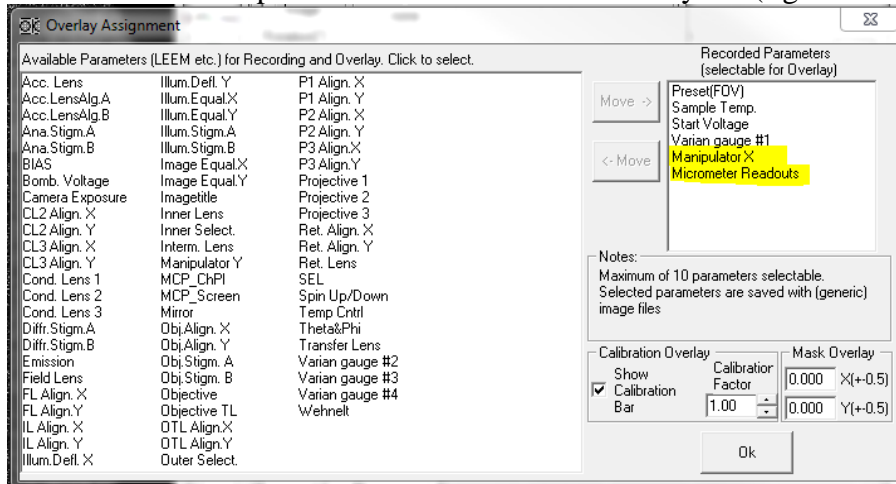 Overlay Assignment
Available Parameters (LEEM etc.) for Recording and Overlay. Click to select.
Acc. Lens
Acc.LensAlg.A
Acc.LensAlg.B
Ana.Stigm.A
Ana.Stigm.B
BIAS
Bomb. Voltage
Camera Exposure
CL2 Align. X
CL2 Align. Y
CL3 Align. X
CL3 Align. Y
Cond. Lens 1
Cond. Lens 2
Cond. Lens 3
Diffr.Stigm.A
Diffr.Stigm.B
Emission
Field Lens
FL Align. X
FL Align.Y
IL Align. X
IL Align. Y
Illum.Defl. X
Illum.Defl. Y
Illum.Equal.X
Illum.Equal.Y
Illum.Stigm.A
Illum.Stigm.B
Image Equal.X
Image Equal.Y
Imagetitle
Inner Lens
Inner Select.
Interm. Lens
Manipulator Y
MCP_ChPl
MCP_Screen
Mirror
Obj.Align. X
Obj.Align. Y
Obj.Stigm. A
Obj.Stigm. B
Objective
Objective TL
OTL Align.X
OTL Align.Y
Outer Select.
P1 Align. X
P1 Align. Y
P2 Align. X
P2 Align. Y
P3 Align.X
P3 Align.Y
Projective 1
Projective 2
Projective 3
Ret. Align. X
Ret. Align. Y
Ret. Lens
SEL
Spin Up/Down
Temp Cntrl
Theta&Phi
Transfer Lens
Varian gauge #2
Varian gauge #3
Varian gauge #4
Wehnelt
Move ->
<- Move
Recorded Parameters
(selectable for Overlay)
Preset(FOV)
Sample Temp.
Start Voltage
Varian gauge #1
Manipulator X
Micrometer Readouts
Notes:
Maximum of 10 parameters selectable.
Selected parameters are saved with (generic)
image files
Calibration Overlay
Show
Calibration
Bar
Calibration
Factor
1.00
Mask Overlay
0.000 X(+-0.5)
0.000 Y(+-0.5)
Ok